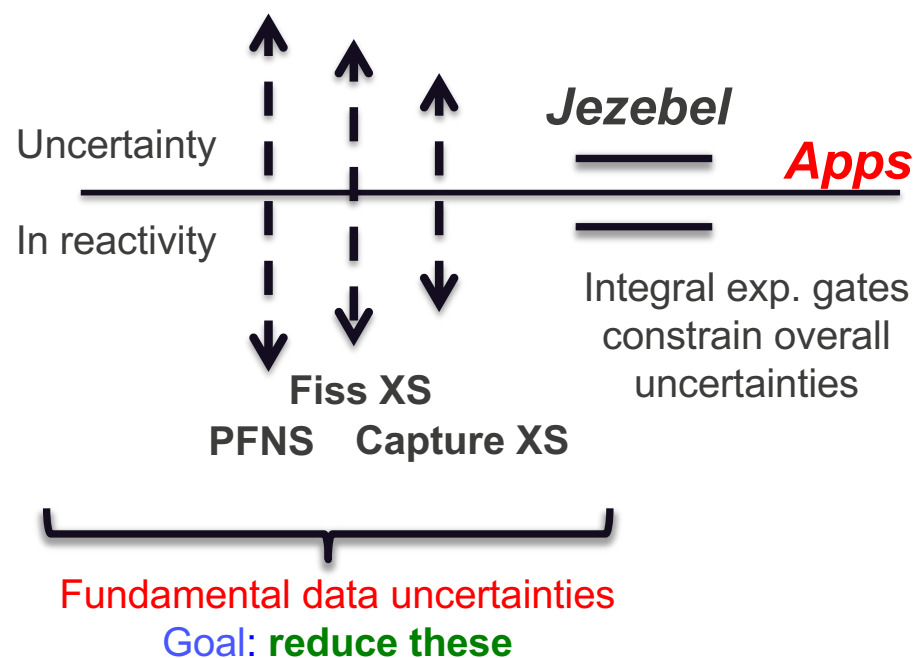 Jezebel
Uncertainty
Apps
In reactivity
Integral exp. gates
constrain overall
uncertainties
Fiss XS
PFNS
Capture XS
Fundamental data uncertainties
Goal: reduce these